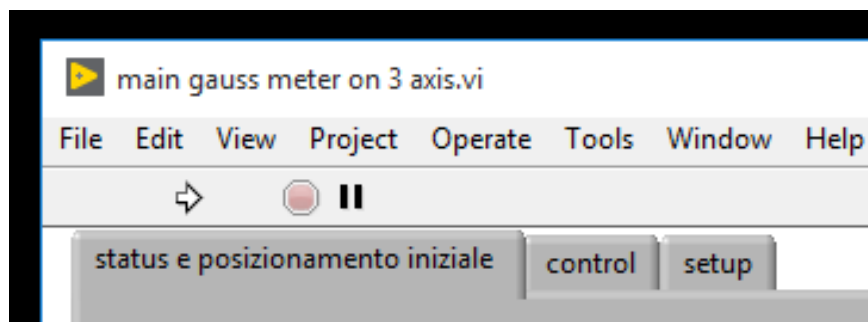 main gauss meter on 3 axis.vi
File Edit View Project Operate Tools Window Help
status e posizionamento iniziale control setup